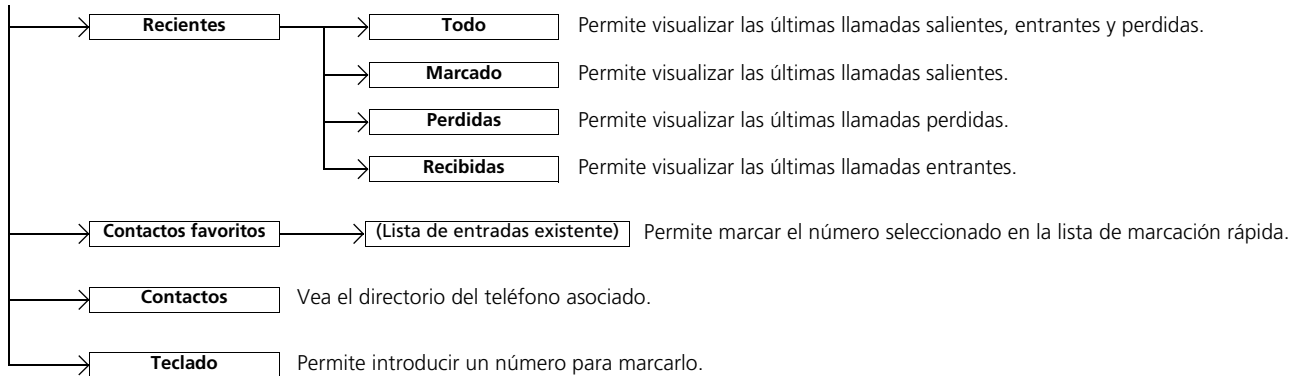 Recientes Todo Permite visualizar las últimas llamadas salientes, entrantes y perdidas.
Marcado Permite visualizar las últimas llamadas salientes.
Perdidas Permite visualizar las últimas llamadas perdidas.
Recibidas Permite visualizar las últimas llamadas entrantes.
Contactos favoritos (Lista de entradas existente) Permite marcar el número seleccionado en la lista de marcación rápida.
Contactos Vea el directorio del teléfono asociado.
Teclado Permite introducir un número para marcarlo.